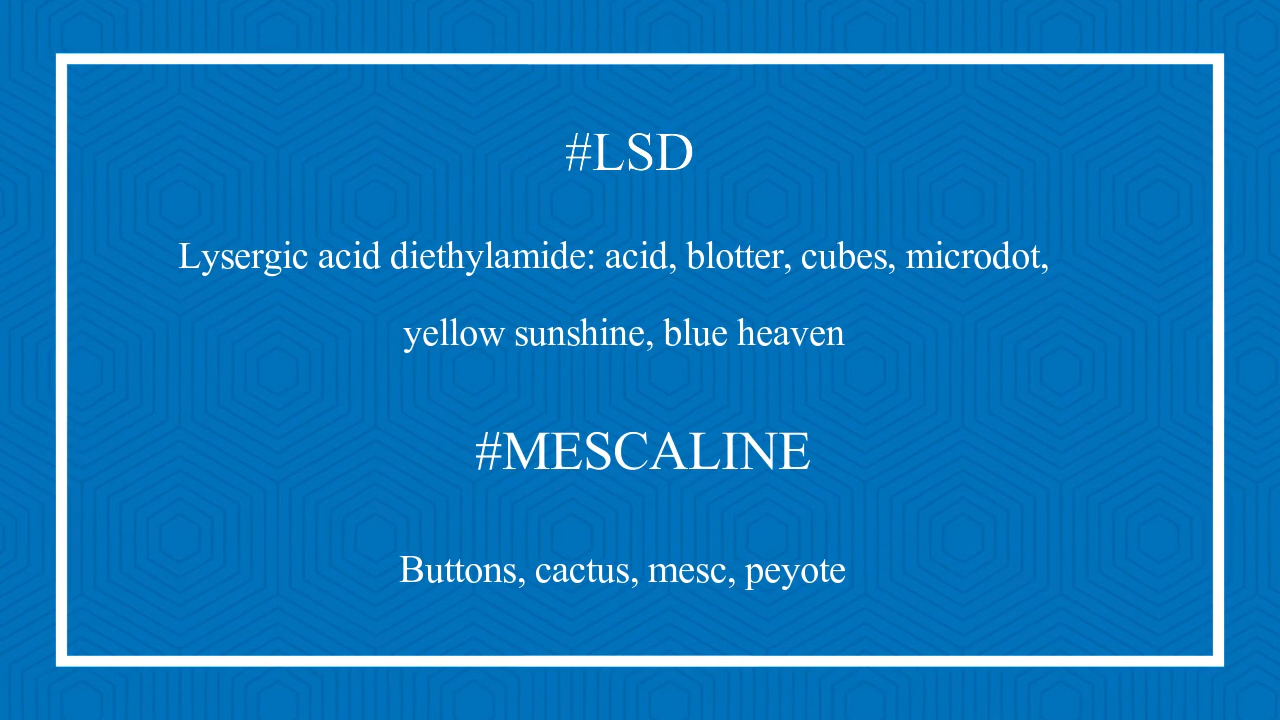 #LSD
Lysergic acid diethylamide: acid, blotter, cubes, microdot,
yellow sunshine, blue heaven
#MESCALINE
Buttons, cactus, mesc, peyote